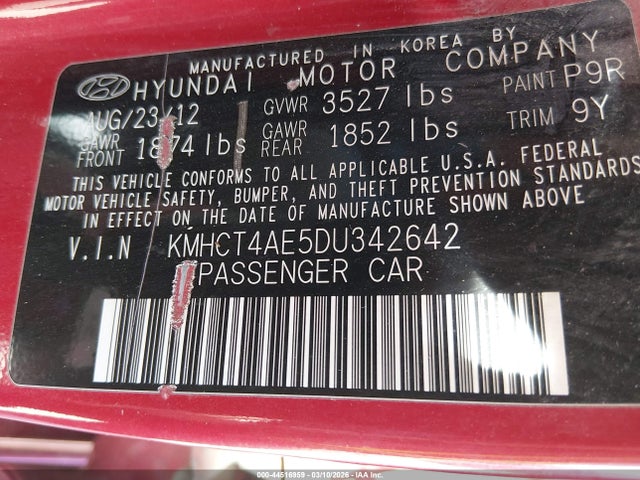 MANUFACTURED IN KOREA BY
HYUNDAI MOTOR COMPANY
AUG/23/12 GVWR 3527 lbs PAINT P9R
GAWR FRONT 1874 lbs GAWR REAR 1852 lbs TRIM 9Y
THIS VEHICLE CONFORMS TO ALL APPLICABLE U.S.A. FEDERAL
MOTOR VEHICLE SAFETY, BUMPER, AND THEFT PREVENTION STANDARDS
IN EFFECT ON THE DATE OF MANUFACTURE SHOWN ABOVE
V.I.N KMHCT4AE5DU342642
PASSENGER CAR
000-44516959 - 03/10/2026 - IAAHQCAR